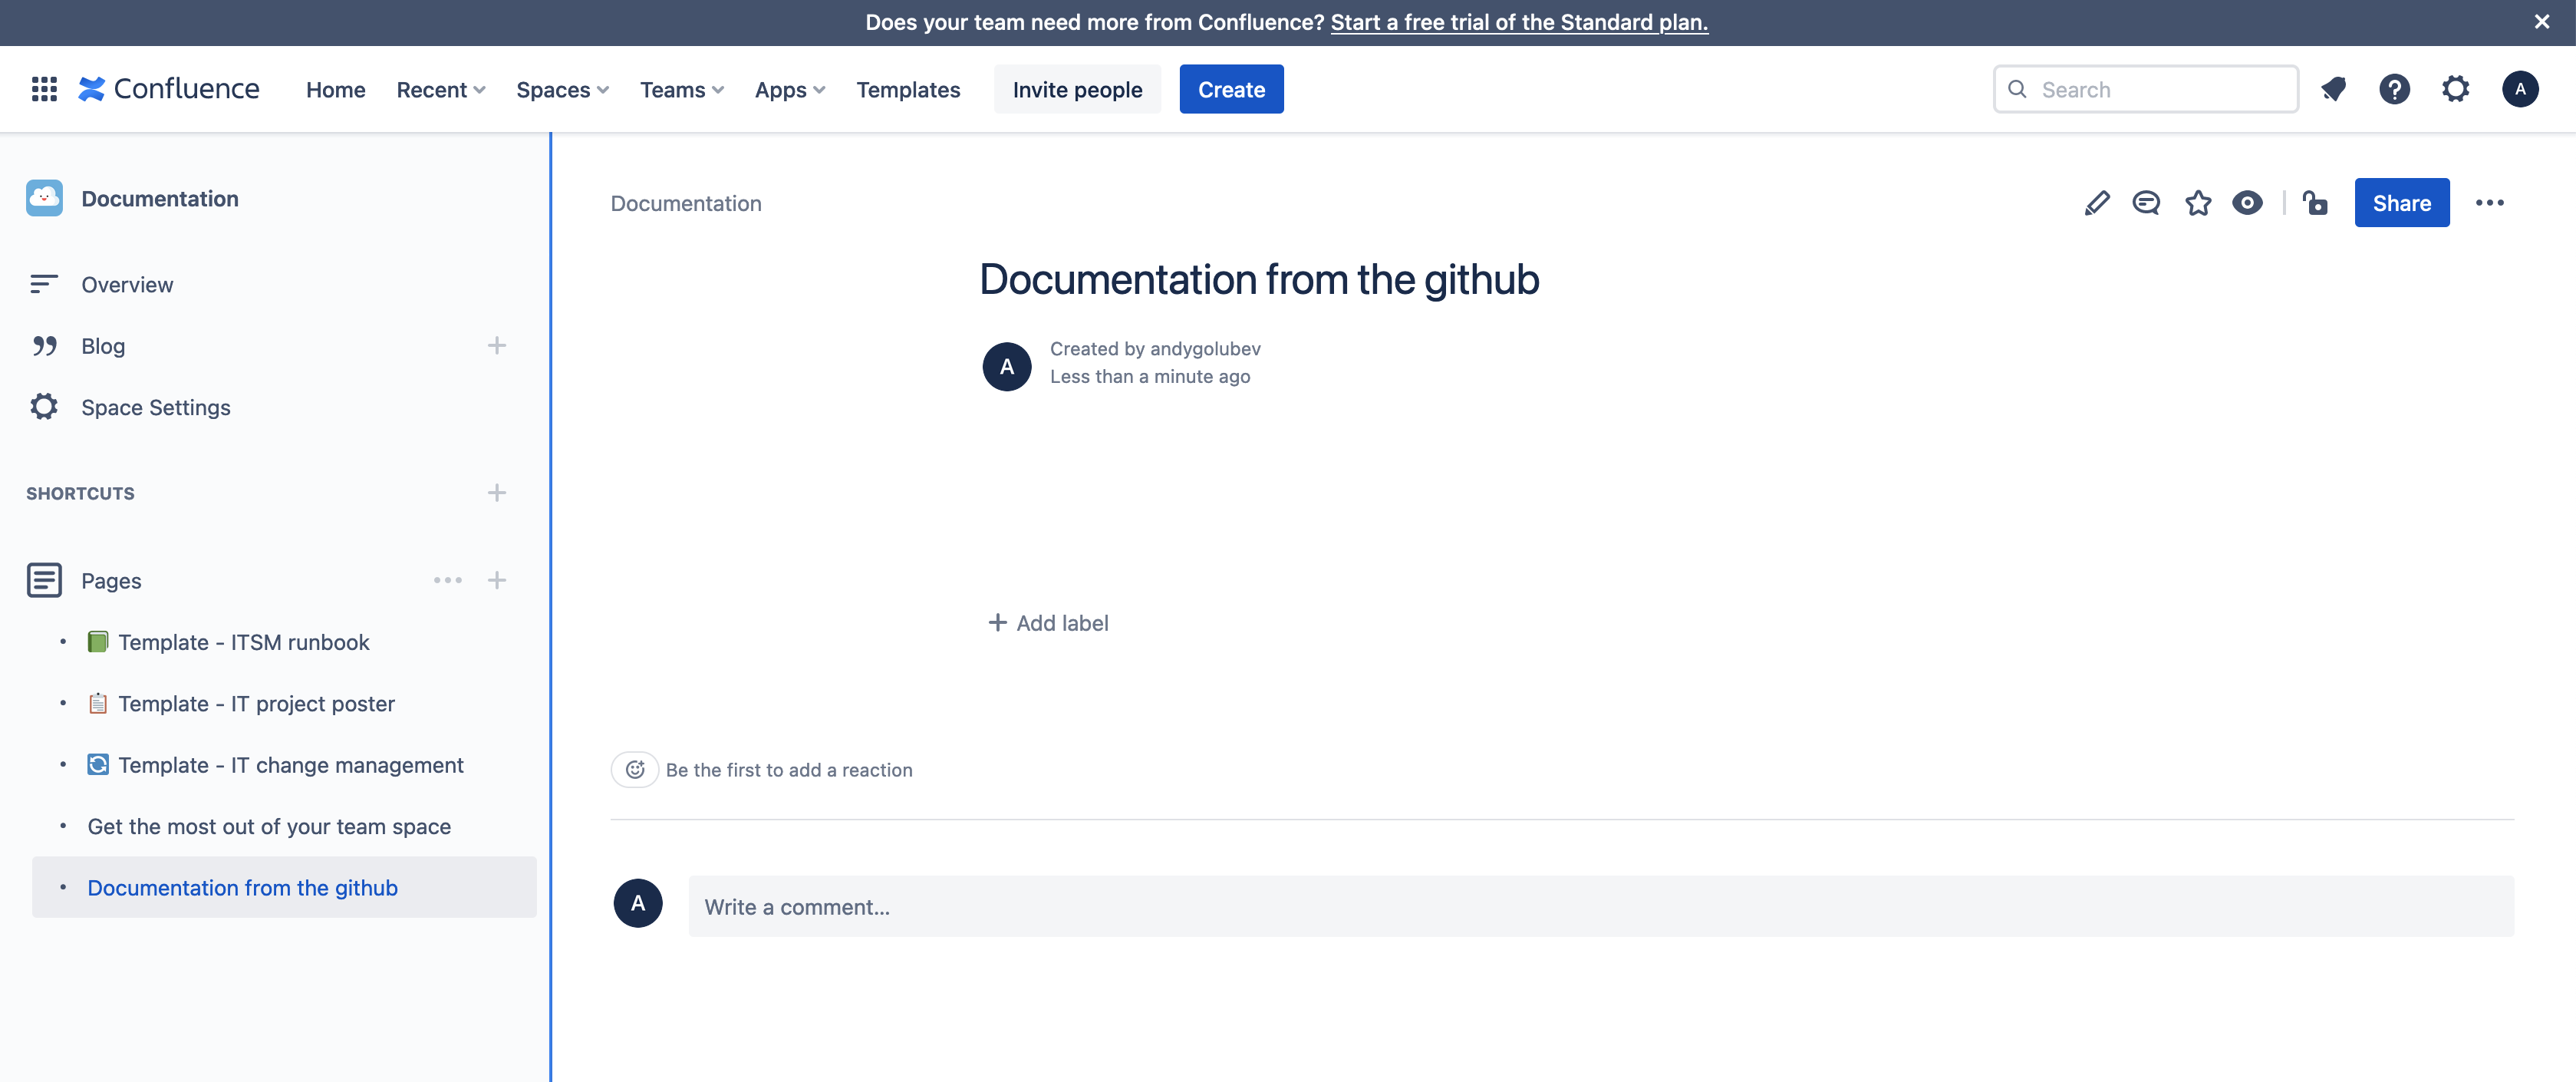 Does your team need more from Confluence? Start a free trial of the Standard plan.
Confluence Home Recent Spaces Teams Apps Templates Invite people Create Search A
Documentation
Overview
Blog
Space Settings
SHORTCUTS
Pages
Template - ITSM runbook
Template - IT project poster
Template - IT change management
Get the most out of your team space
Documentation from the github
Documentation
Share
Documentation from the github
A
Created by andygolubev
Less than a minute ago
Add label
Be the first to add a reaction
A
Write a comment...